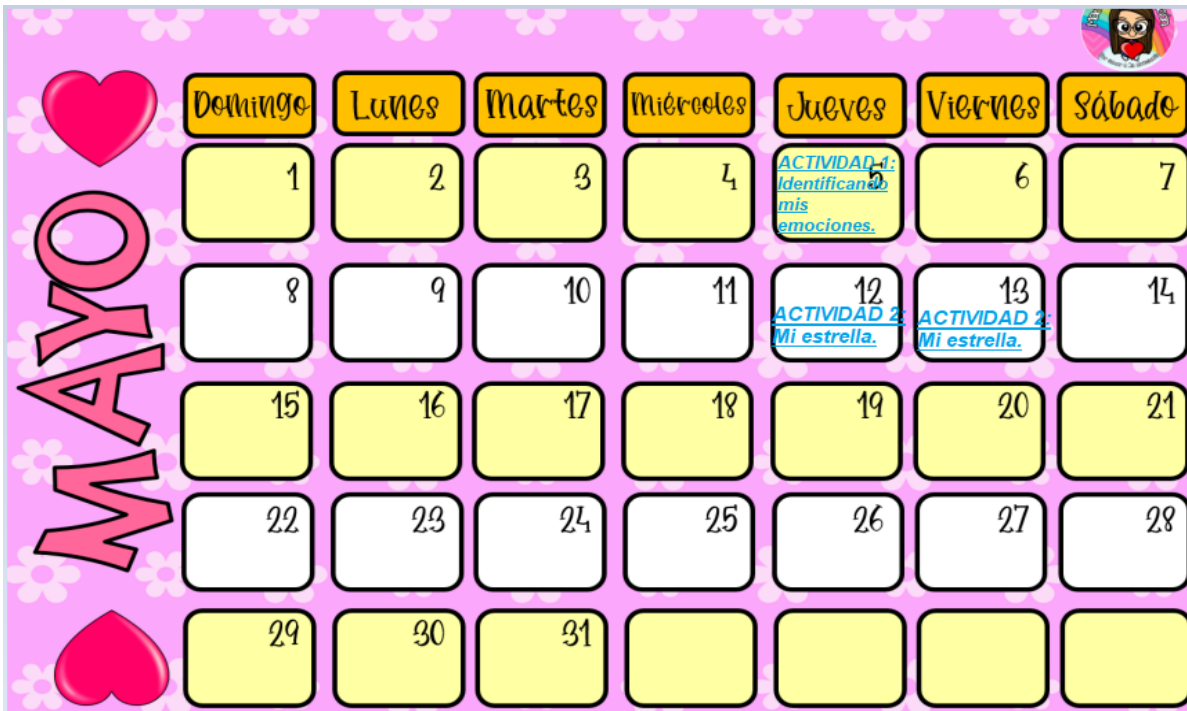 MAYO
Domingo Lunes Martes Miércoles Jueves Viernes Sábado
1 2 3 4 5 6 7
ACTIVIDAD 1:
Identificando
mis
emociones.
8 9 10 11 12 13 14
ACTIVIDAD 2:
Mi estrella.
ACTIVIDAD 2:
Mi estrella.
15 16 17 18 19 20 21
22 23 24 25 26 27 28
29 30 31